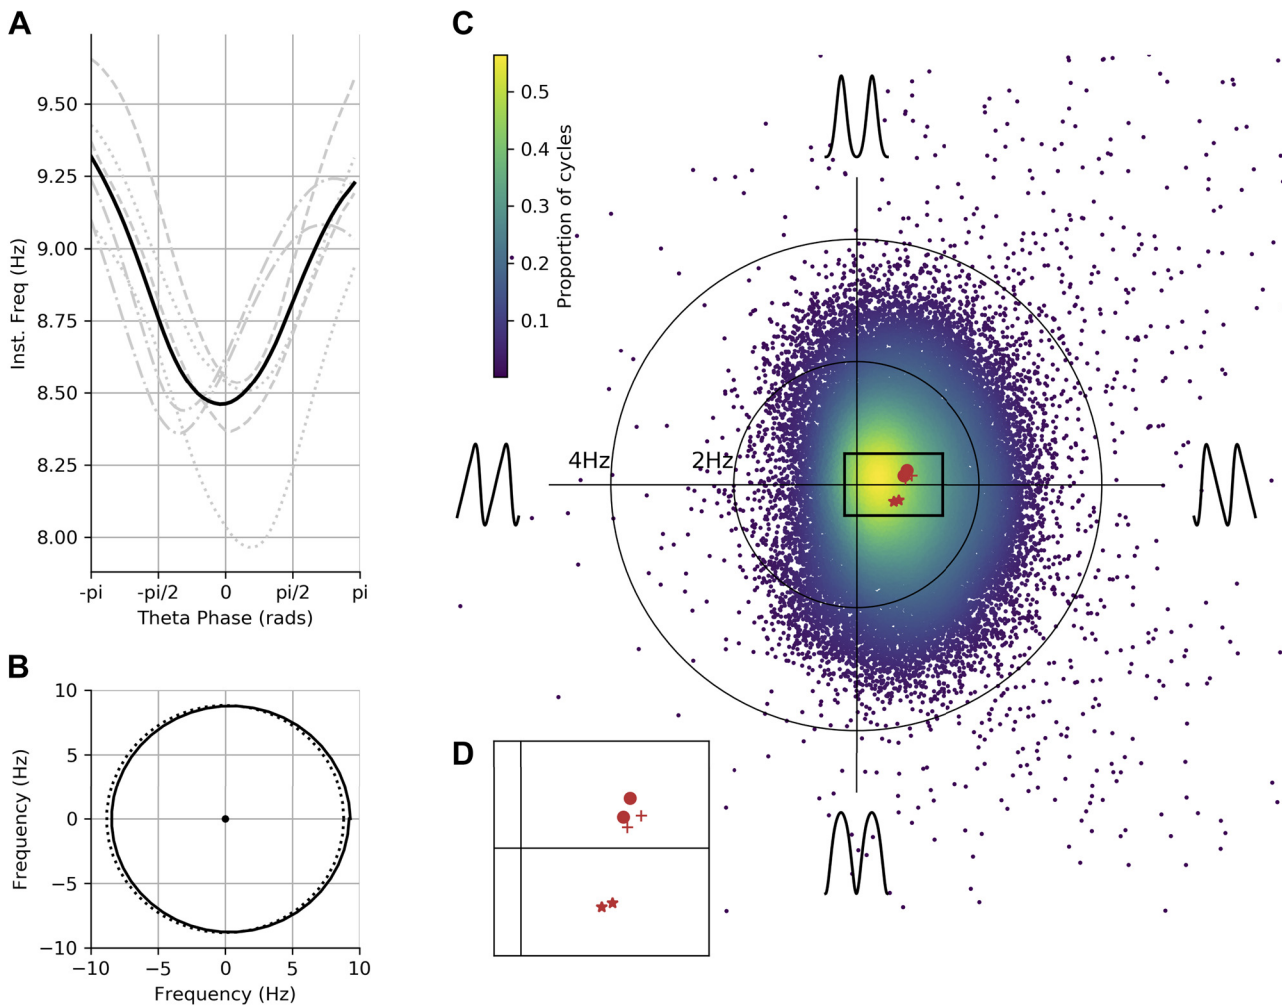 A
9.50
9.25
9.00
8.75
8.50
8.25
8.00
Inst. Freq (Hz)
-pi
-pi/2
0
pi/2
pi
Theta Phase (rads)
B
10
5
0
−5
−10
Frequency (Hz)
−10
−5
0
5
10
Frequency (Hz)
C
0.5
0.4
0.3
0.2
0.1
Proportion of cycles
4Hz
2Hz
D